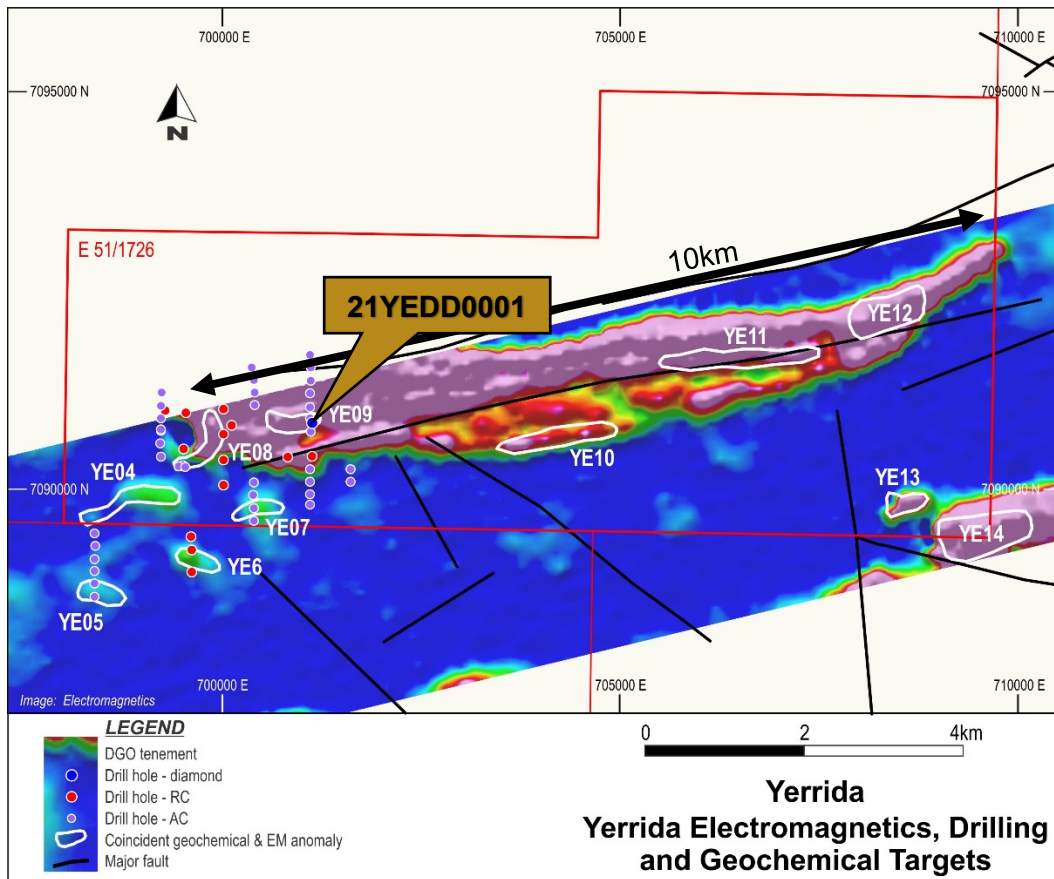 700000 E
705000 E
710000 E
7095000 N
7095000 N
N
E 51/1726
10km
21YEDD0001
YE12
YE11
YE09
YE08
YE10
YE04
7090000 N
YE13
7090000 N
YE07
YE14
YE6
YE05
700000 E
705000 E
710000 E
Image: Electromagnetics
LEGEND
DGO tenement
Drill hole - diamond
Drill hole - RC
Drill hole - AC
Coincident geochemical & EM anomaly
Major fault
0 2 4km
Yerrida
Yerrida Electromagnetics, Drilling
and Geochemical Targets